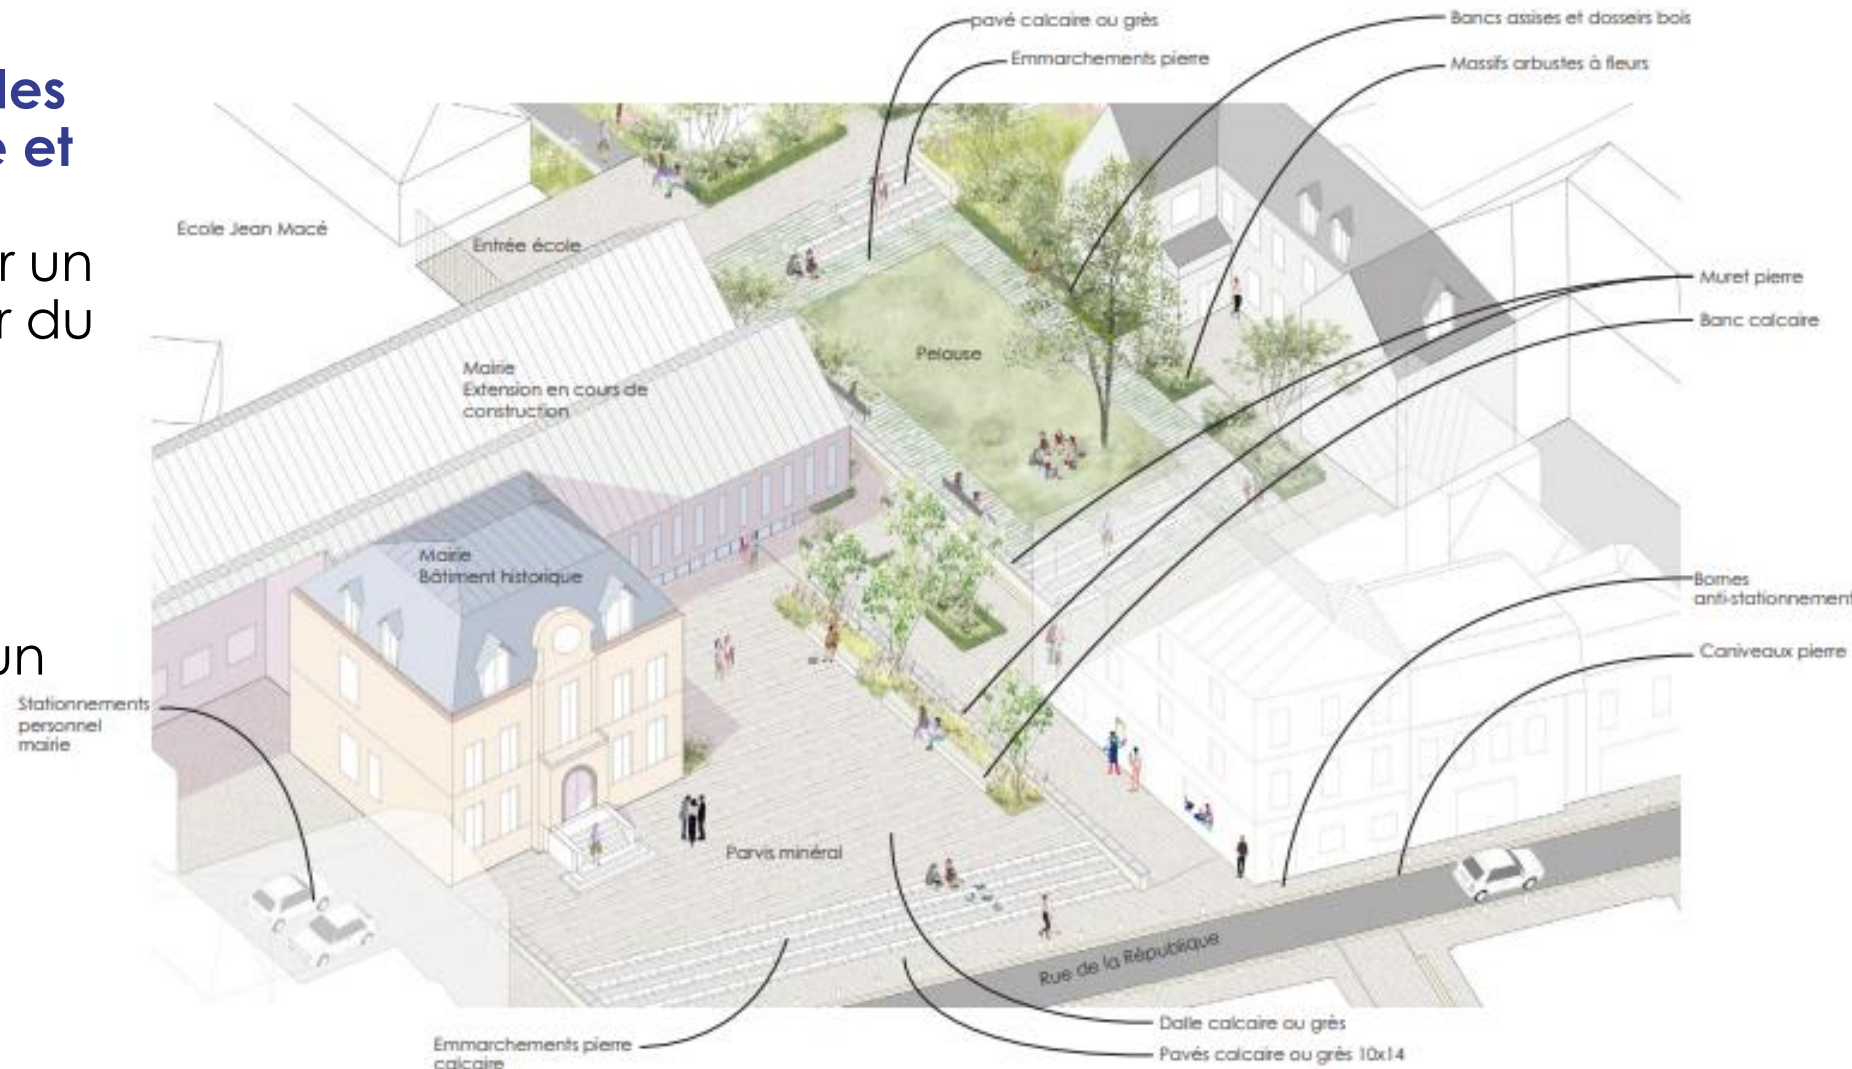 les
e et
r un
r du
un
pavé calcaire ou grès
Emmarchements pierre
Bancs assises et dosseirs bois
Massifs arbustes à fleurs
Ecole Jean Macé
Entrée école
Muret pierre
Banc calcaire
Pelouse
Mairie
Extension en cours de
construction
Mairie
Bâtiment historique
Bornes
anti-stationnement
Caniveaux pierre
Stationnements
personnel
mairie
Parvis minéral
Rue de la République
Dalle calcaire ou grès
Pavés calcaire ou grès 10x14
Emmarchements pierre
calcaire